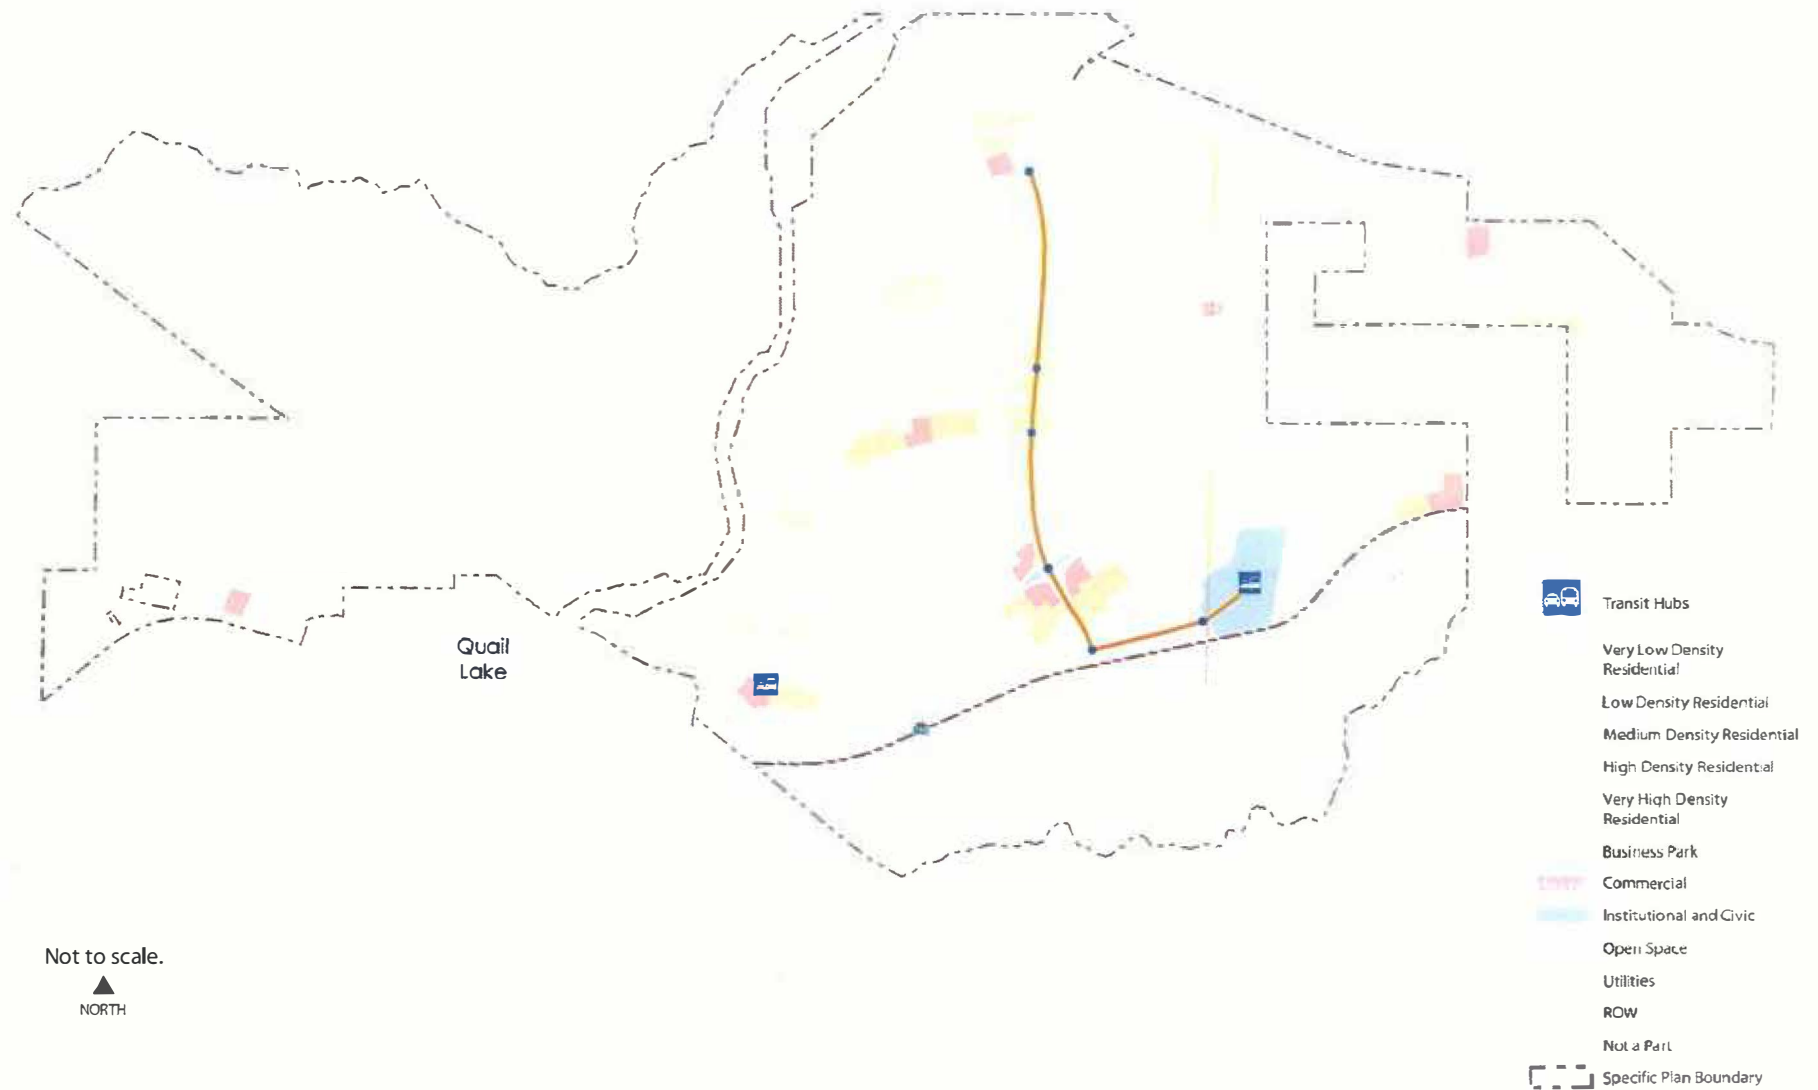 Quail
Lake
Transit Hubs
Very Low Density
Residential
Low Density Residential
Medium Density Residential
High Density Residential
Very High Density
Residential
Business Park
Commercial
Institutional and Civic
Open Space
Utilities
ROW
Not a Part
Specific Plan Boundary
Not to scale.
NORTH